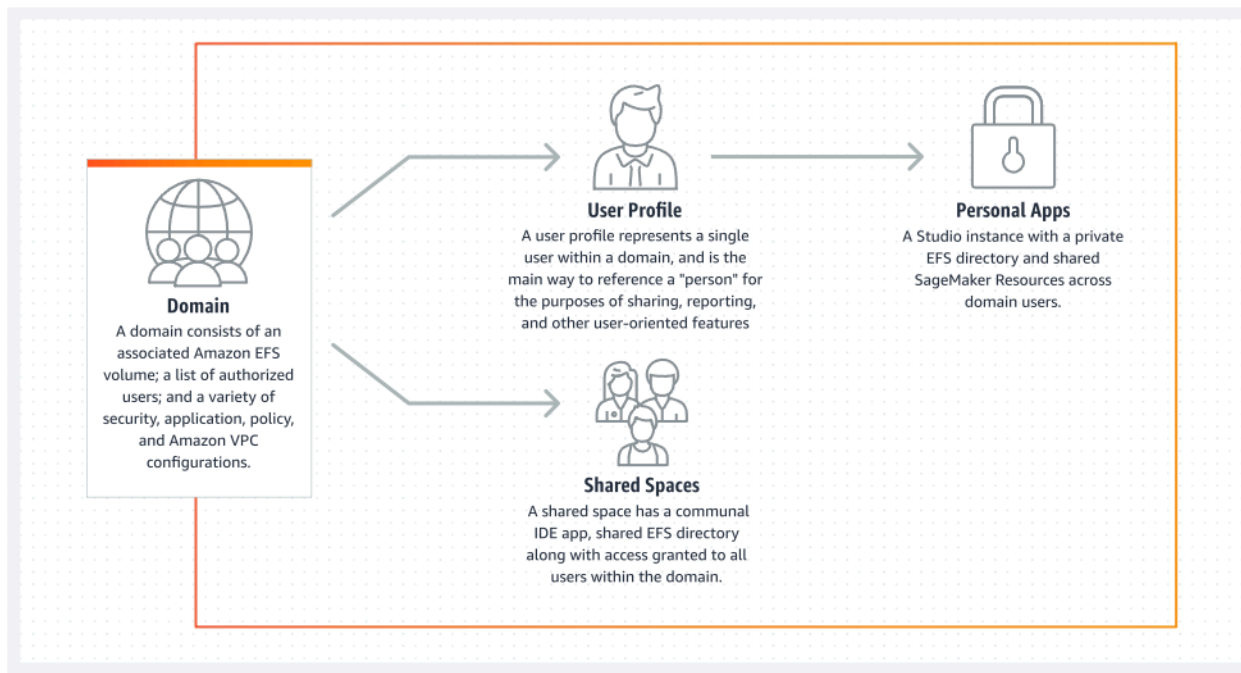 Domain
A domain consists of an
associated Amazon EFS
volume; a list of authorized
users; and a variety of
security, application, policy,
and Amazon VPC
configurations.
User Profile
A user profile represents a single
user within a domain, and is the
main way to reference a "person" for
the purposes of sharing, reporting,
and other user-oriented features
Personal Apps
A Studio instance with a private
EFS directory and shared
SageMaker Resources across
domain users.
Shared Spaces
A shared space has a communal
IDE app, shared EFS directory
along with access granted to all
users within the domain.